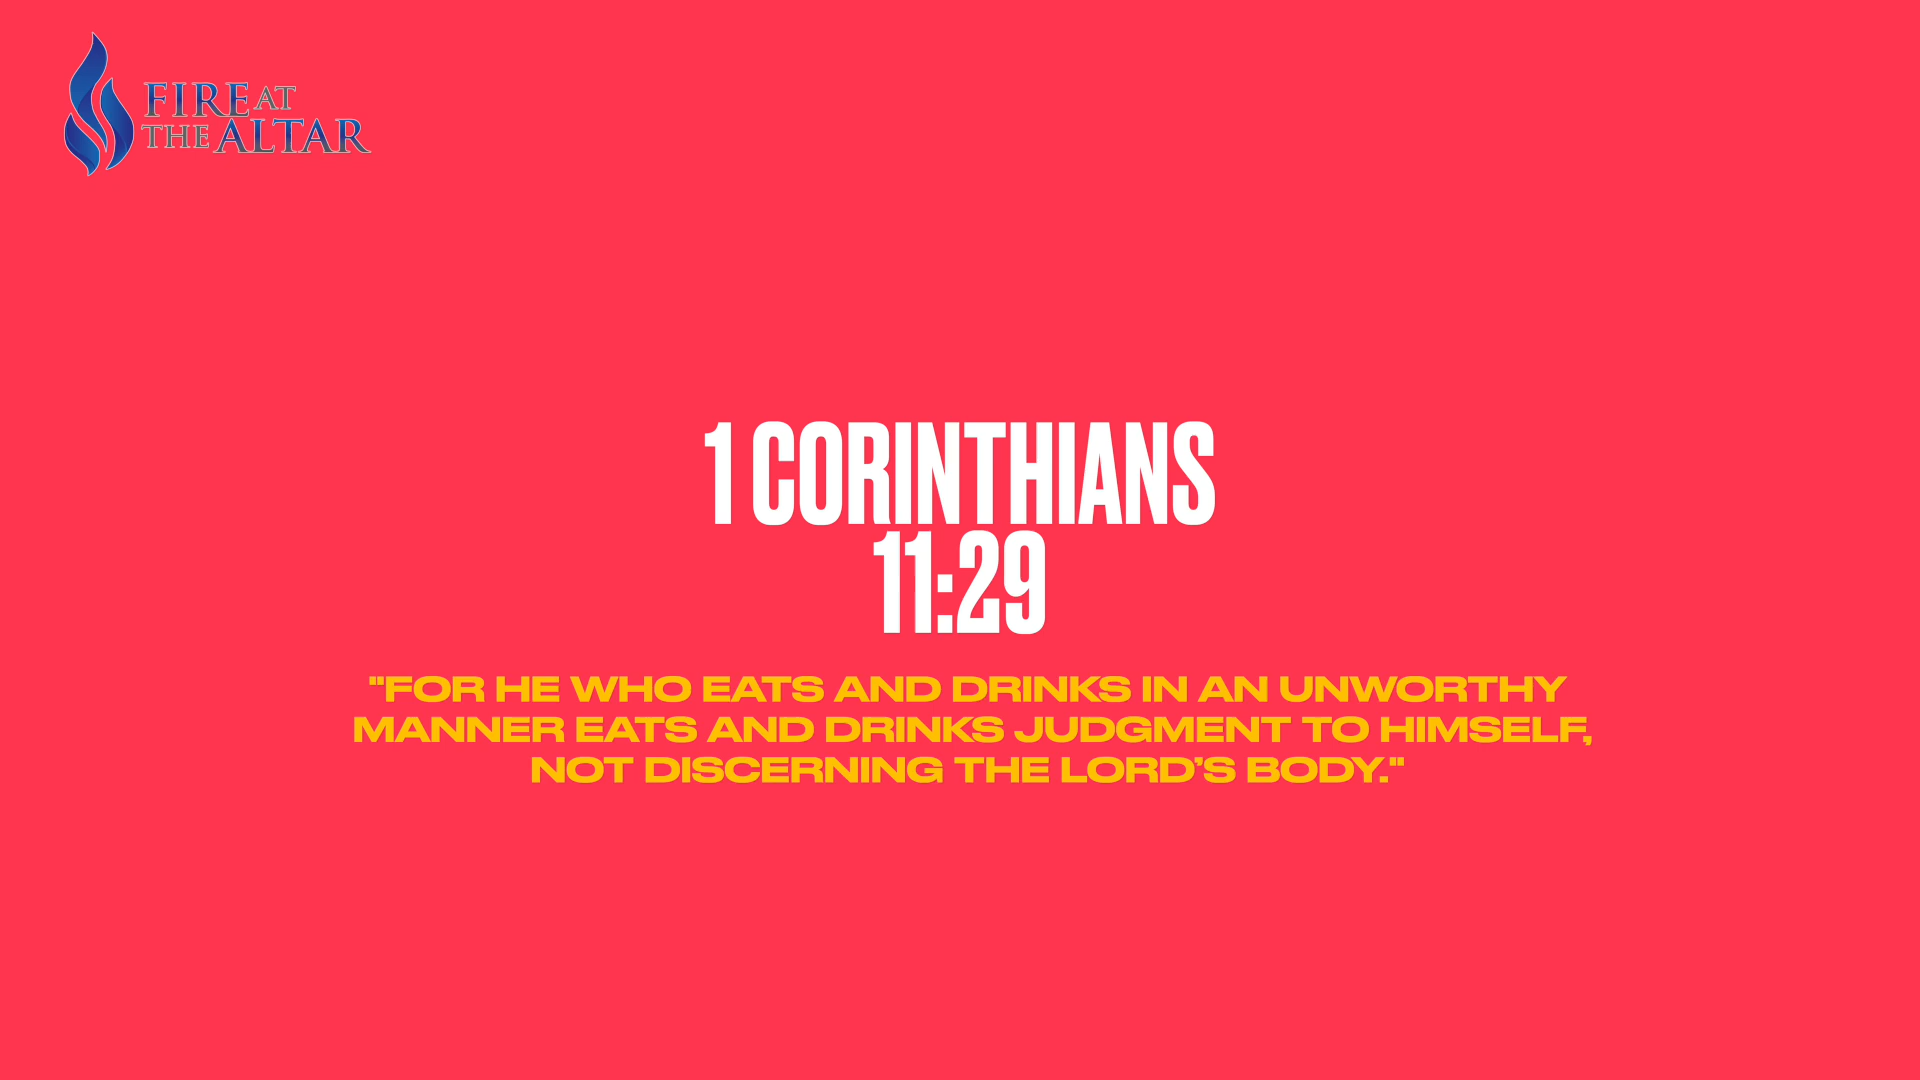 FIRE AT
THE ALTAR
1 CORINTHIANS
11:29
"FOR HE WHO EATS AND DRINKS IN AN UNWORTHY
MANNER EATS AND DRINKS JUDGMENT TO HIMSELF,
NOT DISCERNING THE LORD’S BODY."